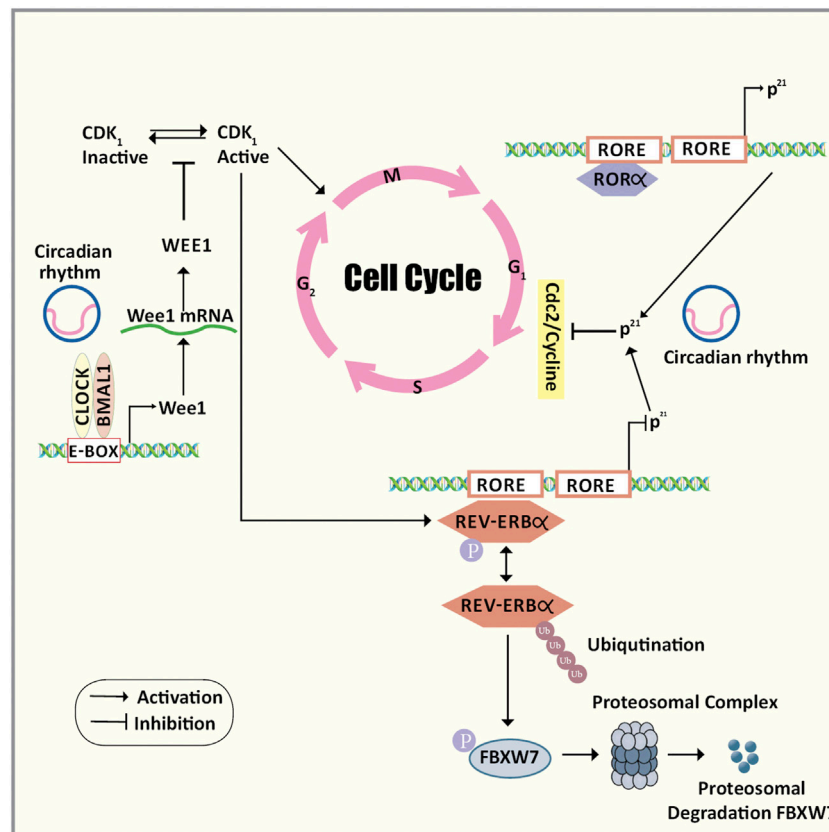 p21
CDK1
Inactive
CDK1
Active
RORE
RORE
RORα
M
WEE1
Circadian
rhythm
G2
Cell Cycle
G1
Cdc2/Cycline
Wee1 mRNA
p21
Circadian rhythm
CLOCK
BMAL1
Wee1
S
p21
E-BOX
RORE
RORE
REV-ERBα
P
REV-ERBα
Ub
Ub
Ub
Ub
Ubiqutination
Activation
Inhibition
Proteosomal Complex
P
FBXW7
Proteosomal
Degradation FBXW7